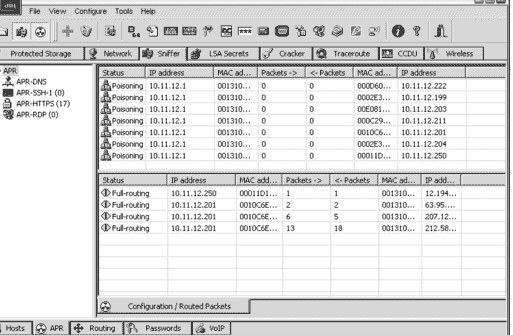 File View Configure Tools Help
Protected Storage Network Sniffer LSA Secrets Cracker Traceroute CCDU Wireless
APR
APR-DNS
APR-SSH-1 (0)
APR-HTTPS (17)
APR-RDP (0)
Status IP address MAC ad... Packets -> <- Packets MAC ad... IP address
Poisoning 10.11.12.1 001310... 0 0 000D60... 10.11.12.222
Poisoning 10.11.12.1 001310... 0 0 0002E3... 10.11.12.199
Poisoning 10.11.12.1 001310... 0 0 00E081... 10.11.12.203
Poisoning 10.11.12.1 001310... 0 0 000C29... 10.11.12.211
Poisoning 10.11.12.1 001310... 0 0 0010C6... 10.11.12.201
Poisoning 10.11.12.1 001310... 0 0 0002E3... 10.11.12.204
Poisoning 10.11.12.1 001310... 0 0 00011D... 10.11.12.250
Status IP address MAC add... Packets -> <- Packets MAC ad... IP add...
Full-routing 10.11.12.250 00011D1... 1 1 001310... 12.194...
Full-routing 10.11.12.201 0010C6E... 2 2 001310... 63.95....
Full-routing 10.11.12.201 0010C6E... 6 5 001310... 207.12...
Full-routing 10.11.12.201 0010C6E... 13 18 001310... 212.58...
Configuration / Routed Packets
Hosts APR Routing Passwords VoIP